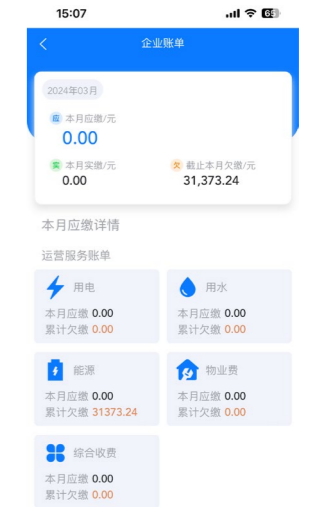 15:07
企业账单
2024年03月
应 本月应缴/元
0.00
实 本月实缴/元
欠 截止本月欠缴/元
0.00
31,373.24
本月应缴详情
运营服务账单
用电
用水
本月应缴 0.00
本月应缴 0.00
累计欠缴 0.00
累计欠缴 0.00
能源
物业费
本月应缴 0.00
本月应缴 0.00
累计欠缴 31373.24
累计欠缴 0.00
综合收费
本月应缴 0.00
累计欠缴 0.00